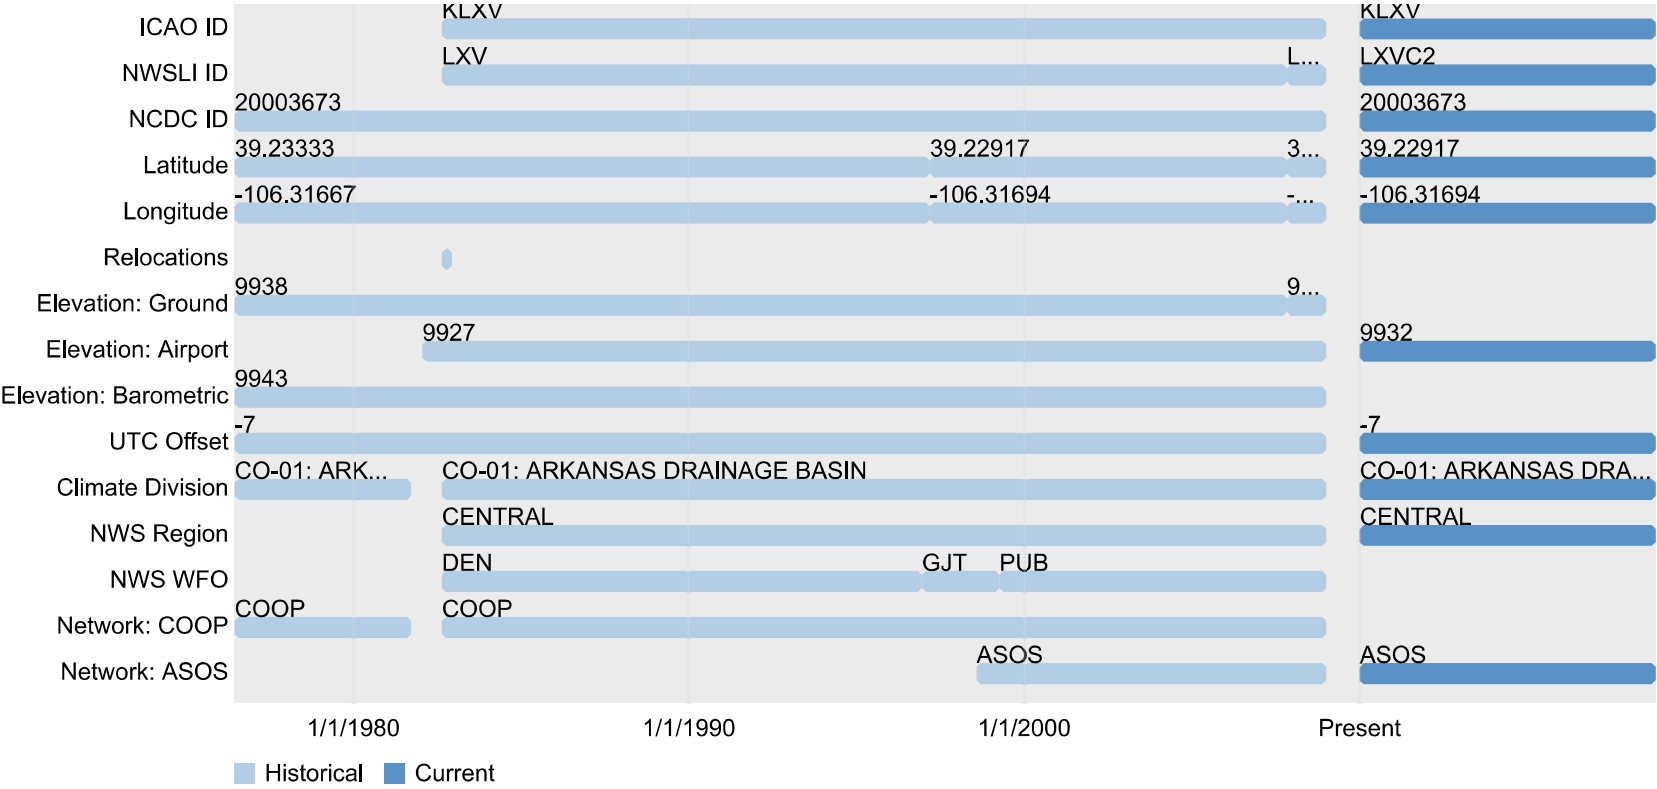 ICAO ID KLXV KLXV
NWSLI ID LXV L... LXVC2
NCDC ID 20003673 20003673
Latitude 39.23333 39.22917 3... 39.22917
Longitude -106.31667 -106.31694 -... -106.31694
Relocations
Elevation: Ground 9938 9...
Elevation: Airport 9927 9932
Elevation: Barometric 9943
UTC Offset -7 -7
Climate Division CO-01: ARK... CO-01: ARKANSAS DRAINAGE BASIN CO-01: ARKANSAS DRA...
NWS Region CENTRAL CENTRAL
NWS WFO DEN GJT PUB
Network: COOP COOP COOP
Network: ASOS ASOS ASOS
1/1/1980 1/1/1990 1/1/2000 Present
Historical Current